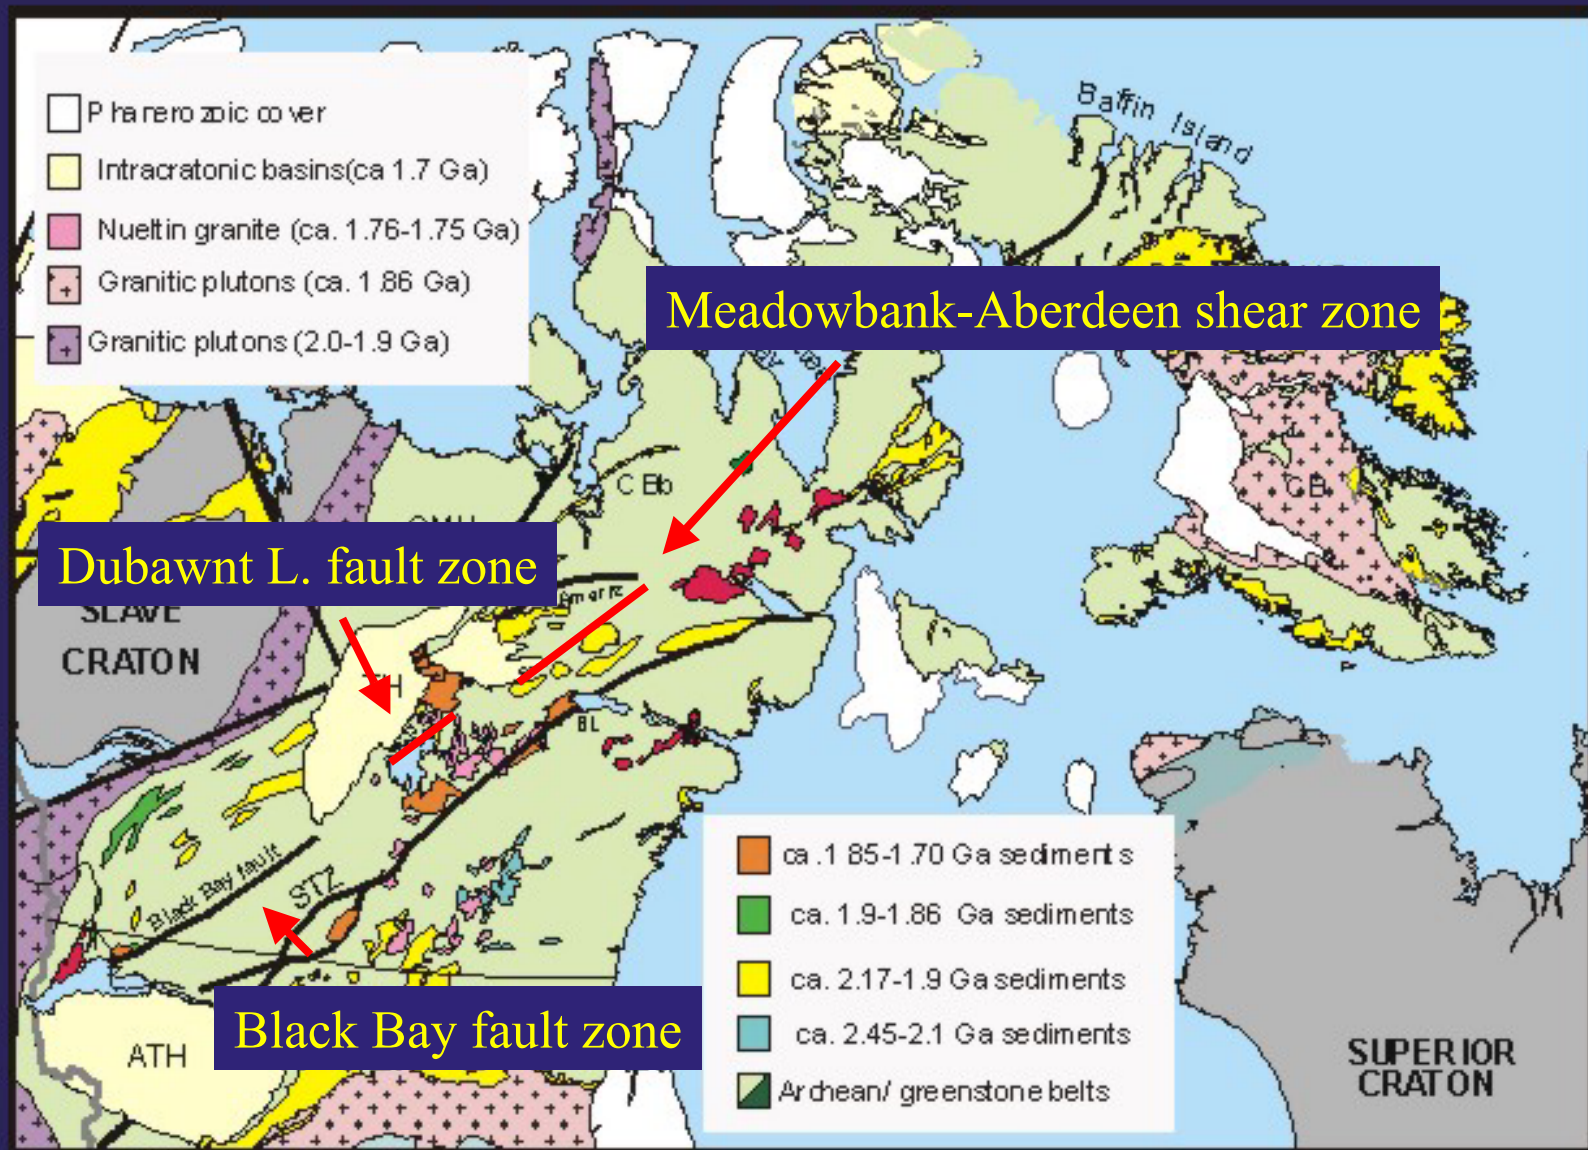 Phanerozoic cover
Intracratonic basins(ca 1.7 Ga)
Nueltin granite (ca. 1.76-1.75 Ga)
Granitic plutons (ca. 1.86 Ga)
Granitic plutons (2.0-1.9 Ga)
Baffin Island
Meadowbank-Aberdeen shear zone
CBb
CB
Dubawnt L. fault zone
SLAVE
CRATON
Amer fz
TH
BL
Black Bay fault
STZ
Black Bay fault zone
ATH
ca.1 85-1.70 Ga sediments
ca. 1.9-1.86 Ga sediments
ca. 2.17-1.9 Ga sediments
ca. 2.45-2.1 Ga sediments
Archean/ greenstone belts
SUPERIOR
CRATON